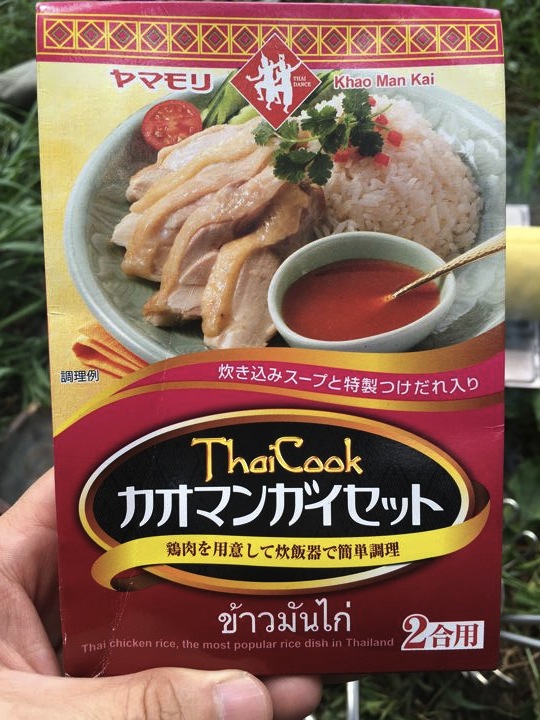 ヤマモリ
THAI
DANCE
Khao Man Kai
調理例
炊き込みスープと特製つけだれ入り
ThaiCook
カオマンガイセット
鶏肉を用意して炊飯器で簡単調理
ข้าวมันไก่
Thai chicken rice, the most popular rice dish in Thailand
2合用